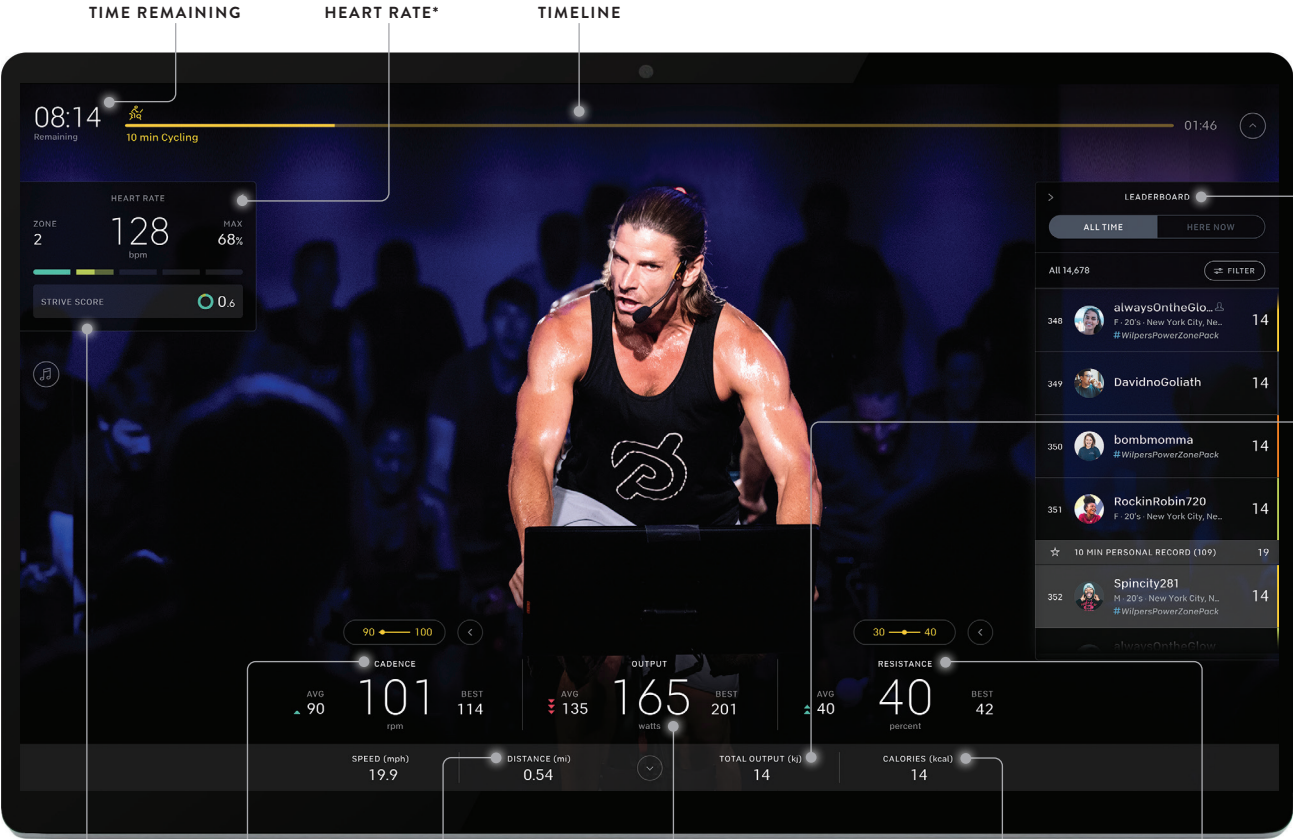 TIME REMAINING
HEART RATE*
TIMELINE
08:14
Remaining
10 min Cycling
01:46
HEART RATE
ZONE
2
128
bpm
MAX
68%
STRIVE SCORE
0.6
LEADERBOARD
ALL TIME
HERE NOW
All 14,678
FILTER
348
alwaysOntheGlo...
F · 20's · New York City, Ne...
#WilpersPowerZonePack
14
349
DavidnoGoliath
14
350
bombmomma
#WilpersPowerZonePack
14
351
RockinRobin720
F · 20's · New York City, Ne...
14
10 MIN PERSONAL RECORD (109)
19
352
Spincity281
M · 20's · New York City, N...
#WilpersPowerZonePack
14
alwaysOntheGlow
90
100
CADENCE
AVG
90
101
rpm
BEST
114
OUTPUT
AVG
135
165
watts
BEST
201
30
40
RESISTANCE
AVG
40
40
percent
BEST
42
SPEED (mph)
19.9
DISTANCE (mi)
0.54
TOTAL OUTPUT (kj)
14
CALORIES (kcal)
14